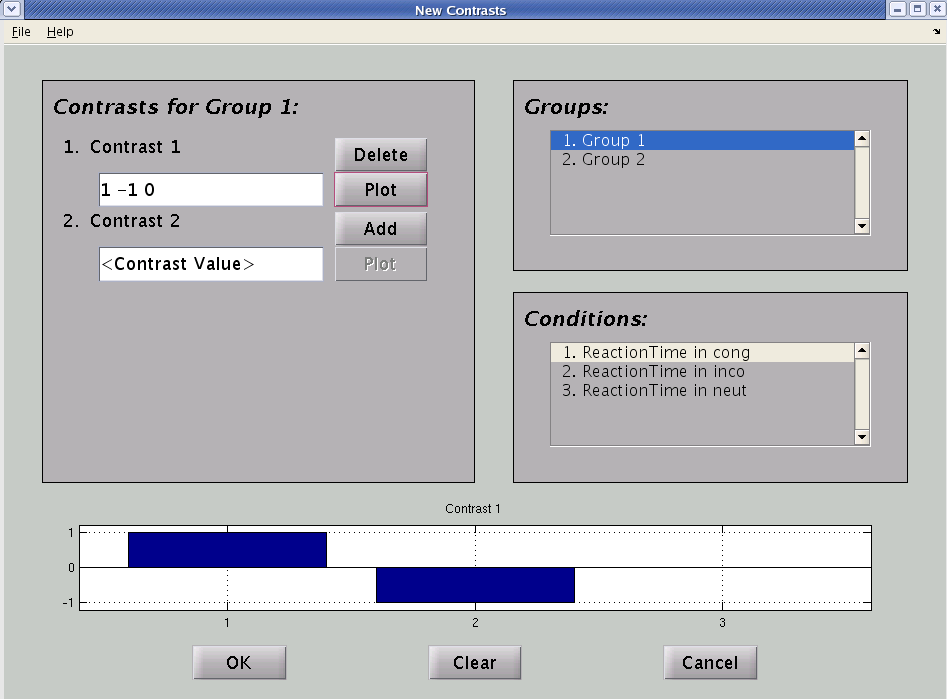 New Contrasts
File Help
Contrasts for Group 1:
1. Contrast 1
Delete
1 -1 0
Plot
2. Contrast 2
Add
<Contrast Value>
Plot
Groups:
1. Group 1
2. Group 2
Conditions:
1. ReactionTime in cong
2. ReactionTime in inco
3. ReactionTime in neut
Contrast 1
1
0
-1
1 2 3
OK Clear Cancel